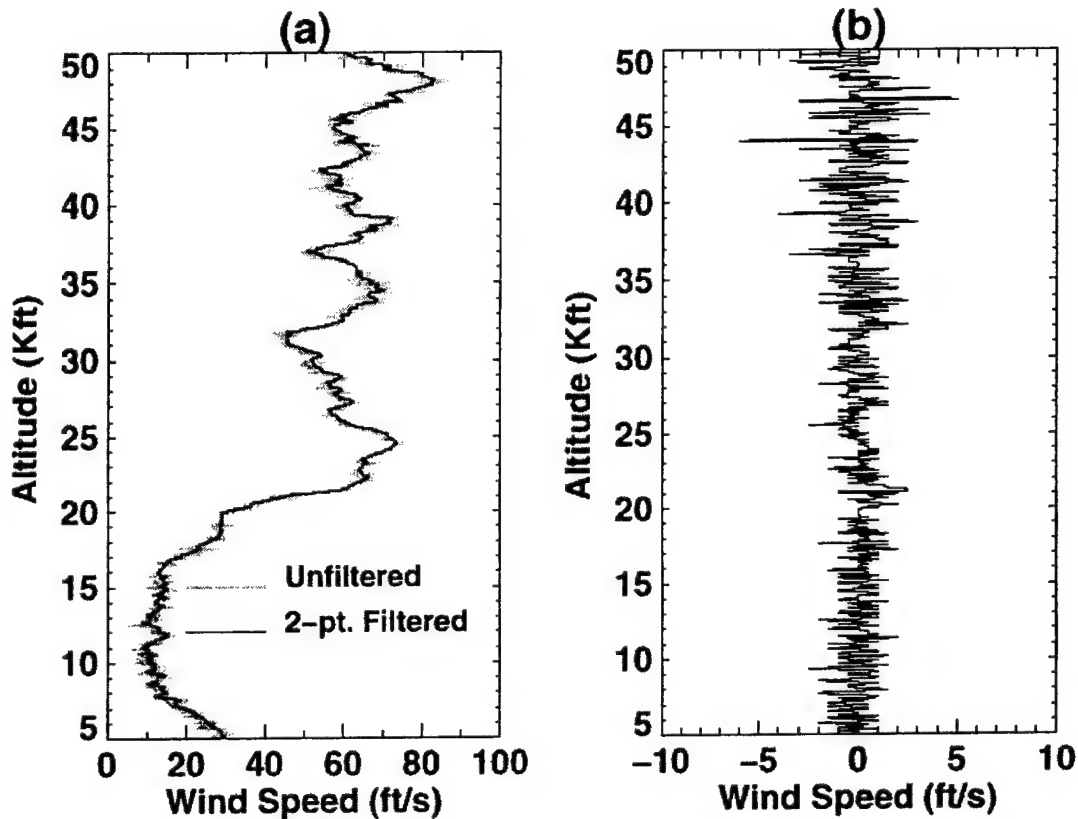 (a)
50
45
40
35
30
25
20
15
10
5
Altitude (Kft)
Unfiltered
2-pt. Filtered
0 20 40 60 80 100
Wind Speed (ft/s)
(b)
50
45
40
35
30
25
20
15
10
5
Altitude (Kft)
-10 -5 0 5 10
Wind Speed (ft/s)